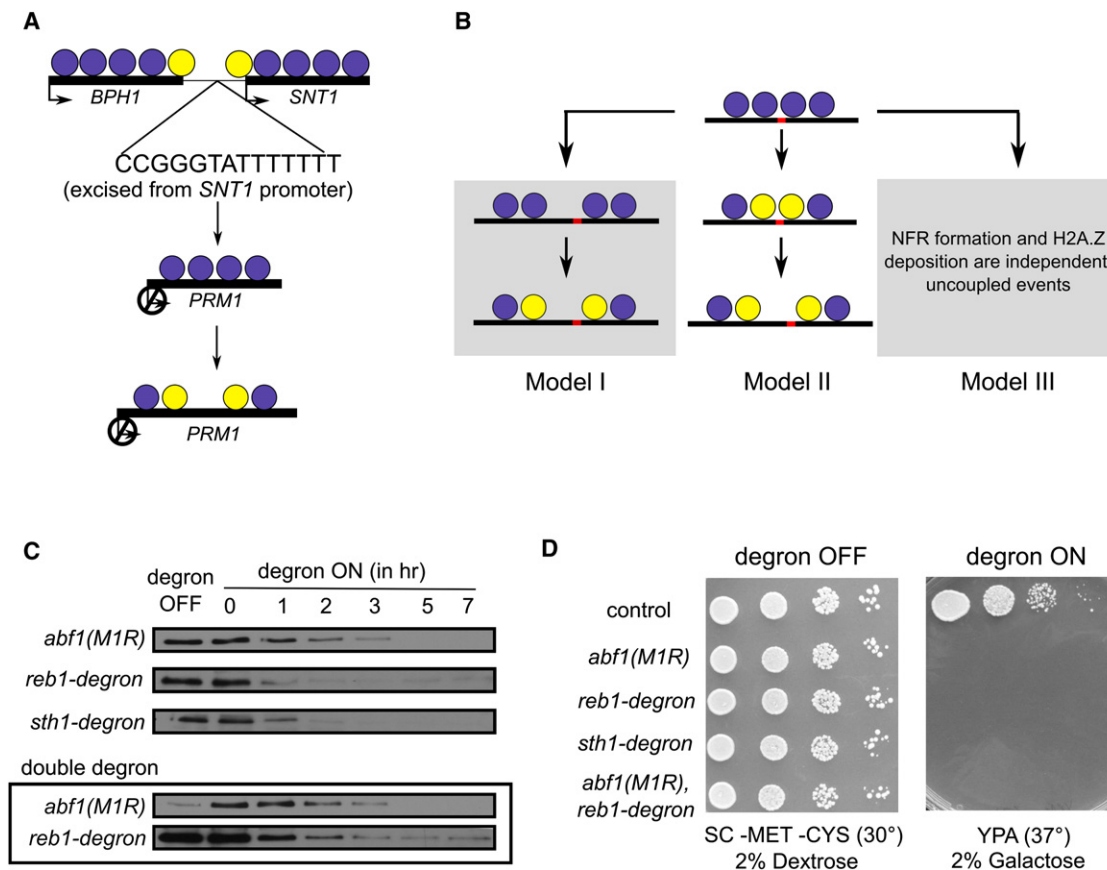 A
BPH1
SNT1
CCGGGTATTTTTTT
(excised from SNT1 promoter)
PRM1
PRM1
B
NFR formation and H2A.Z
deposition are independent,
uncoupled events
Model I
Model II
Model III
C
degron
OFF
degron ON (in hr)
0 1 2 3 5 7
abf1(M1R)
reb1-degron
sth1-degron
double degron
abf1(M1R)
reb1-degron
D
degron OFF
degron ON
control
abf1(M1R)
reb1-degron
sth1-degron
abf1(M1R),
reb1-degron
SC -MET -CYS (30°)
2% Dextrose
YPA (37°)
2% Galactose